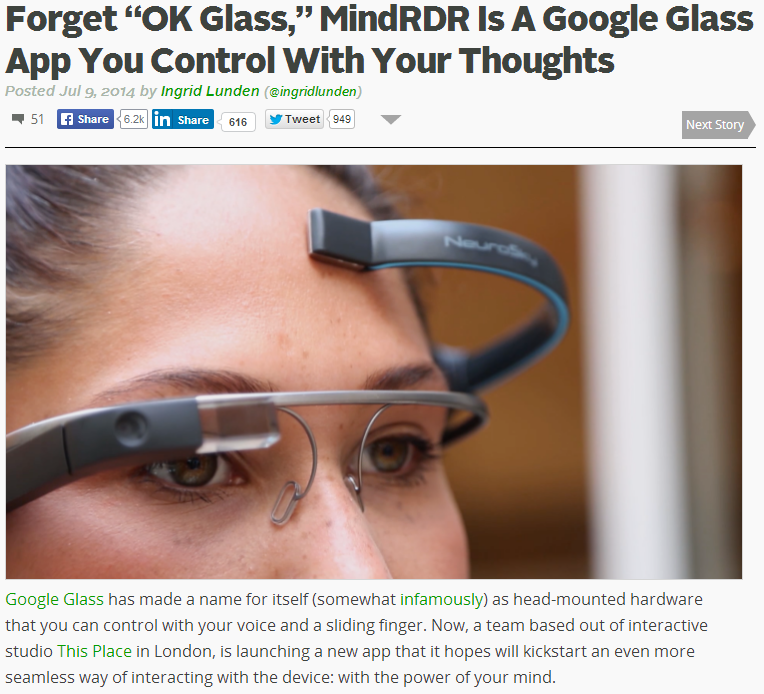 Forget “OK Glass,” MindRDR Is A Google Glass
App You Control With Your Thoughts
Posted Jul 9, 2014 by Ingrid Lunden (@ingridlunden)
51 Share 6.2k Share 616 Tweet 949
Next Story
NeuroSky
Google Glass has made a name for itself (somewhat infamously) as head-mounted hardware
that you can control with your voice and a sliding finger. Now, a team based out of interactive
studio This Place in London, is launching a new app that it hopes will kickstart an even more
seamless way of interacting with the device: with the power of your mind.